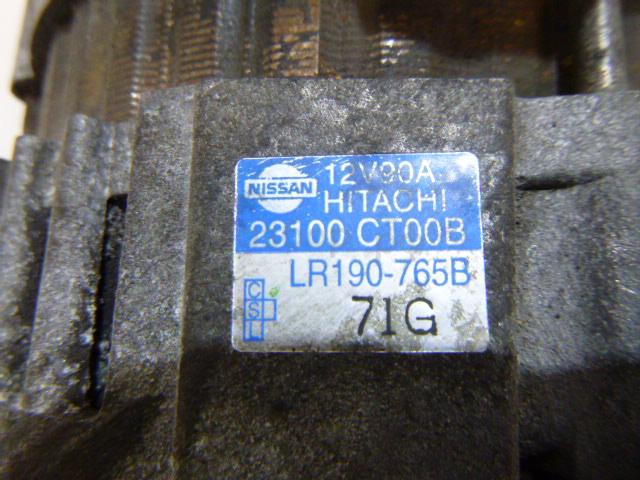 NISSAN
12V90A
HITACHI
23100 CT00B
LR190-765B
C
S
L
71G